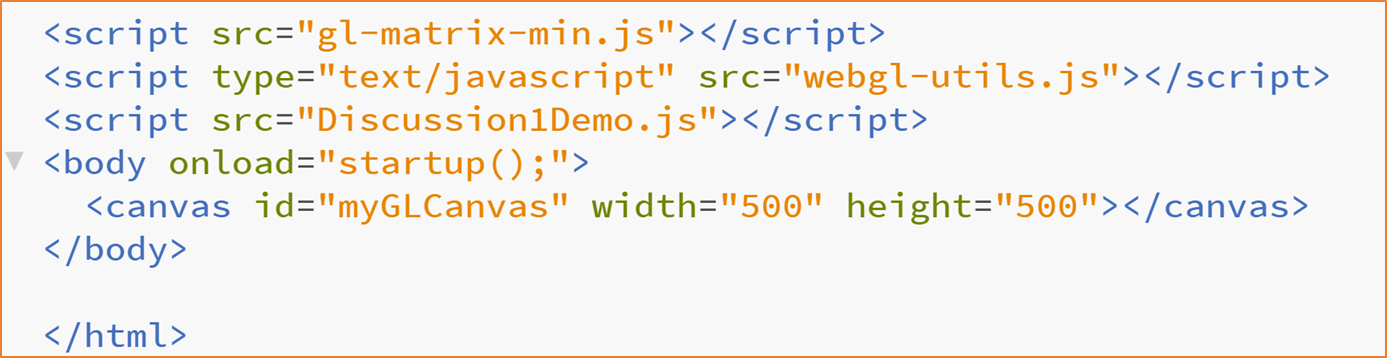 <script src="gl-matrix-min.js"></script>
<script type="text/javascript" src="webgl-utils.js"></script>
<script src="Discussion1Demo.js"></script>
<body onload="startup();">
<canvas id="myGLCanvas" width="500" height="500"></canvas>
</body>
</html>